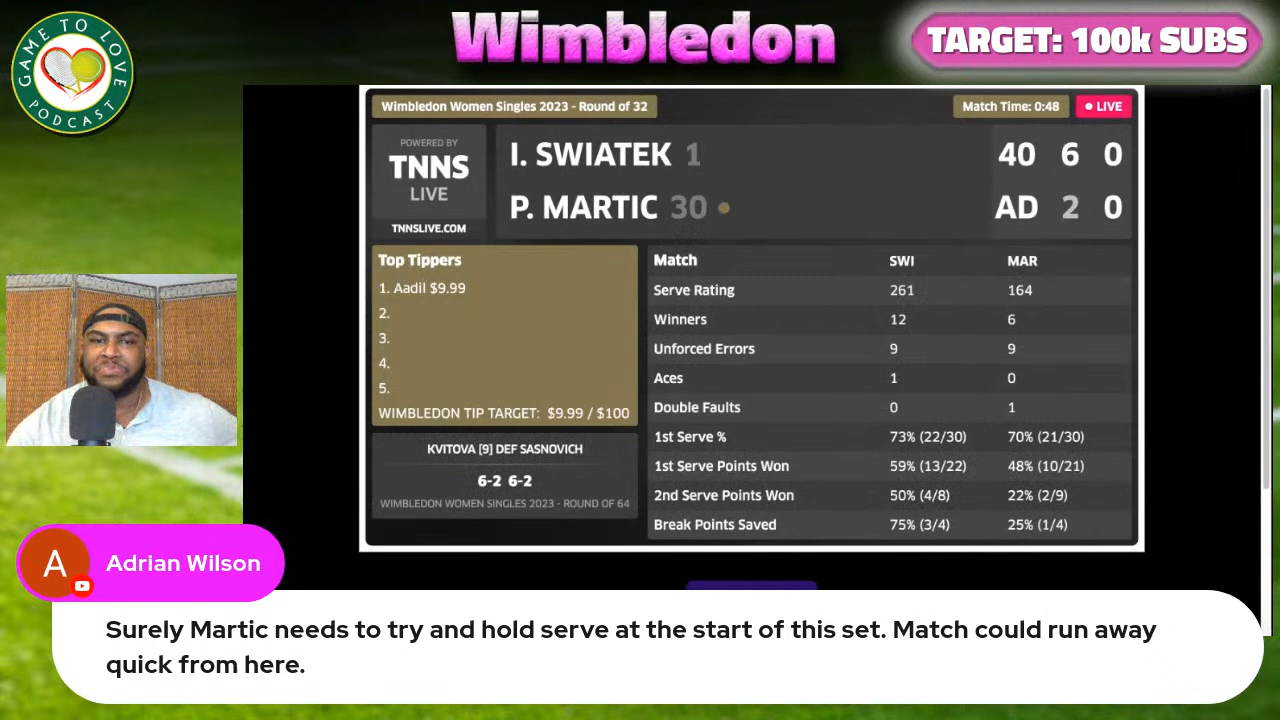 GAME TO LOVE
PODCAST
Wimbledon
TARGET: 100k SUBS
Wimbledon Women Singles 2023 - Round of 32
Match Time: 0:48
LIVE
POWERED BY
TNNS
LIVE
TNNSLIVE.COM
I. SWIATEK 1 40 6 0
P. MARTIC 30 AD 2 0
Top Tippers
1. Aadil $9.99
2.
3.
4.
5.
WIMBLEDON TIP TARGET: $9.99 / $100
KVITOVA [9] DEF SASNOVICH
6-2 6-2
WIMBLEDON WOMEN SINGLES 2023 - ROUND OF 64
Match SWI MAR
Serve Rating 261 164
Winners 12 6
Unforced Errors 9 9
Aces 1 0
Double Faults 0 1
1st Serve % 73% (22/30) 70% (21/30)
1st Serve Points Won 59% (13/22) 48% (10/21)
2nd Serve Points Won 50% (4/8) 22% (2/9)
Break Points Saved 75% (3/4) 25% (1/4)
A
Adrian Wilson
Surely Martic needs to try and hold serve at the start of this set. Match could run away
quick from here.